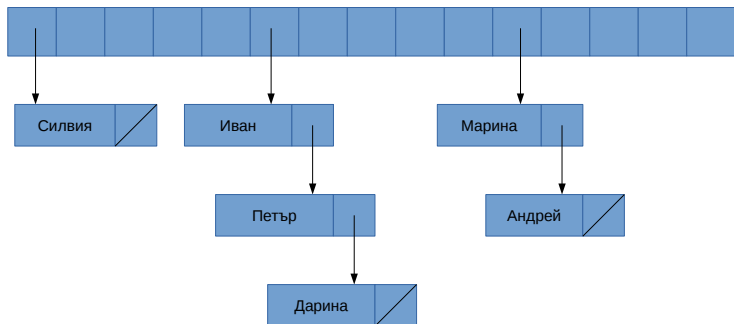 Силвия
Иван
Марина
Петър
Андрей
Дарина